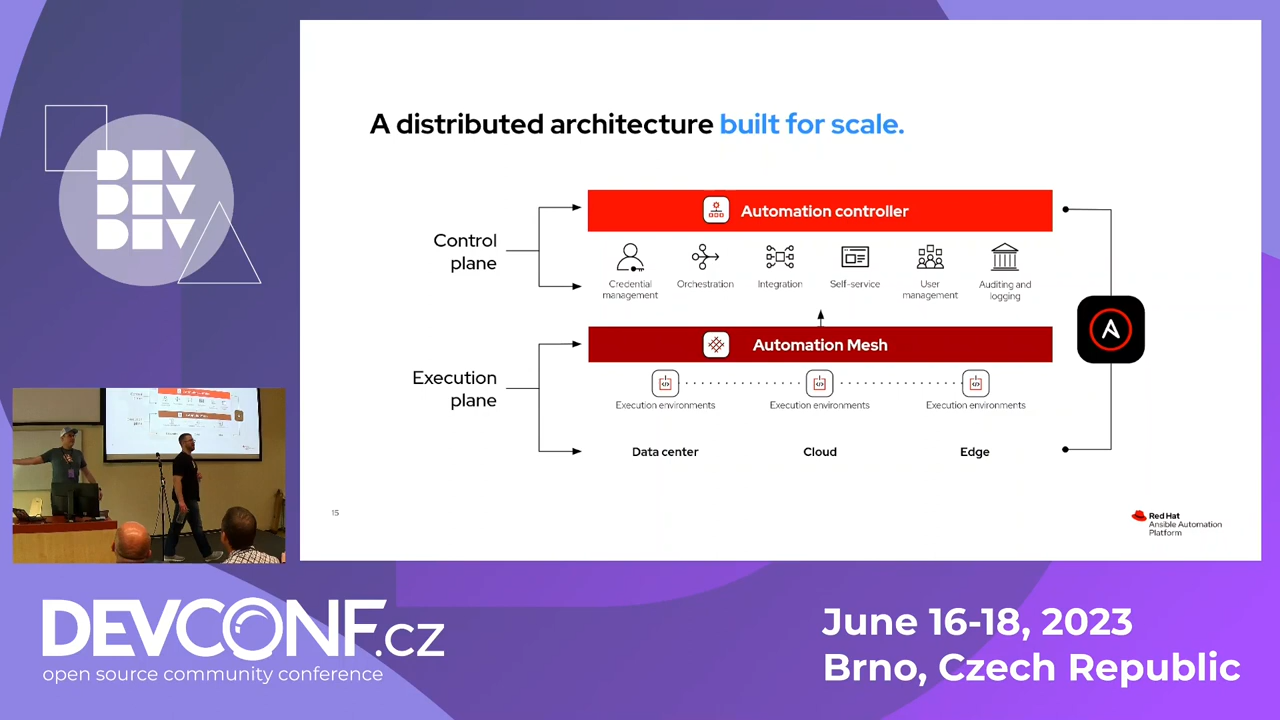 DEV
DEV
DEV
A distributed architecture built for scale.
Control
plane
Automation controller
Credential
management
Orchestration
Integration
Self-service
User
management
Auditing and
logging
Execution
plane
Automation Mesh
Execution environments
Execution environments
Execution environments
Data center
Cloud
Edge
15
Red Hat
Ansible Automation
Platform
DEVCONF.cz
open source community conference
June 16-18, 2023
Brno, Czech Republic